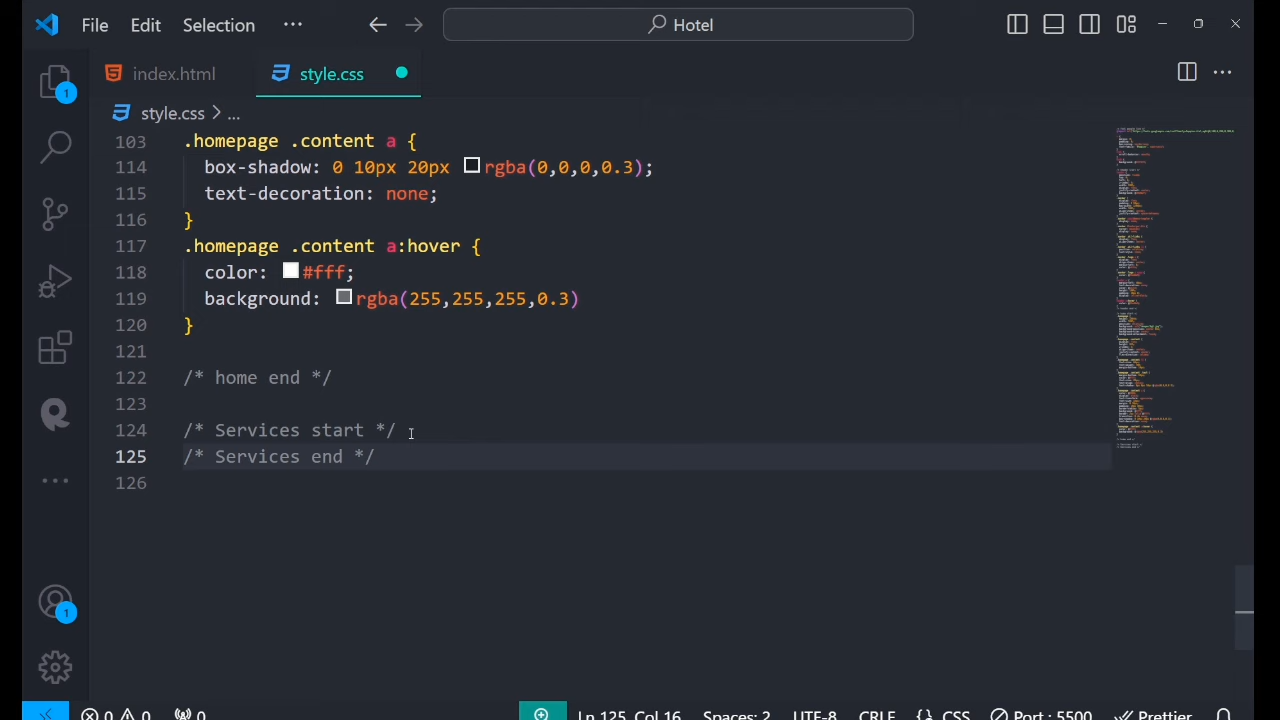 File Edit Selection ··· Hotel
index.html style.css
style.css > ...
103 .homepage .content a {
114 box-shadow: 0 10px 20px rgba(0,0,0,0.3);
115 text-decoration: none;
116 }
117 .homepage .content a:hover {
118 color: #fff;
119 background: rgba(255,255,255,0.3)
120 }
121
122 /* home end */
123
124 /* Services start */
125 /* Services end */
126
1
1
0 0 0 Ln 125, Col 16 Spaces: 2 UTF-8 CRLF {} CSS Port : 5500 Prettier